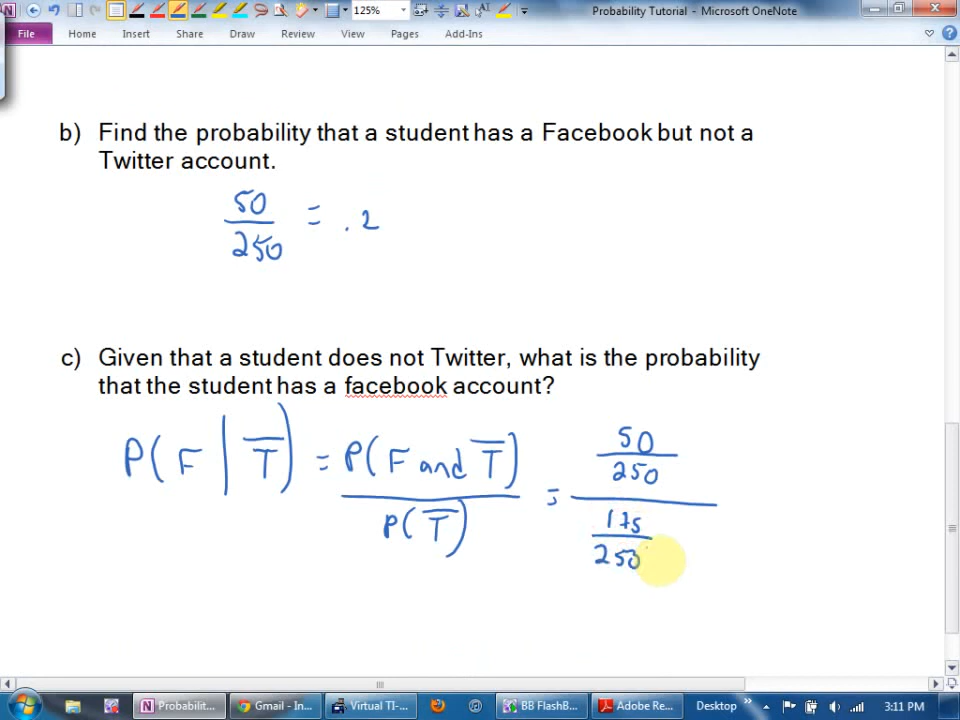 125%
Probability Tutorial - Microsoft OneNote
File Home Insert Share Draw Review View Pages Add-Ins
b) Find the probability that a student has a Facebook but not a
Twitter account.
50
250
= .2
c) Given that a student does not Twitter, what is the probability
that the student has a facebook account?
P(F | T̅) = P(F and T̅)
P(T̅)
=
50
250
175
250
Probabilit... Gmail - In... Virtual TI-... BB FlashB... Adobe Re... Desktop » 3:11 PM